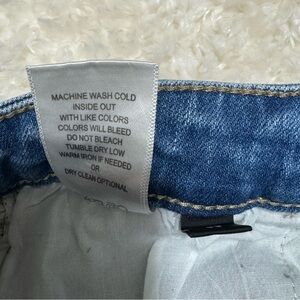 MACHINE WASH COLD
INSIDE OUT
WITH LIKE COLORS
COLORS WILL BLEED
DO NOT BLEACH
TUMBLE DRY LOW
WARM IRON IF NEEDED
OR
DRY CLEAN OPTIONAL